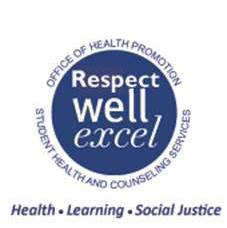 OFFICE OF HEALTH PROMOTION
Respect
well
excel
STUDENT HEALTH AND COUNSELING SERVICES
Health • Learning • Social Justice